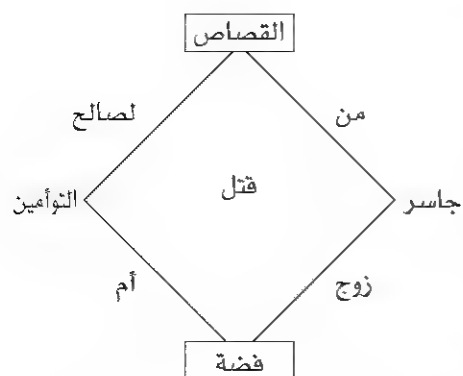 القصاص
من
لصالح
قتل
جاسر
التوأمين
زوج
أم
فضة